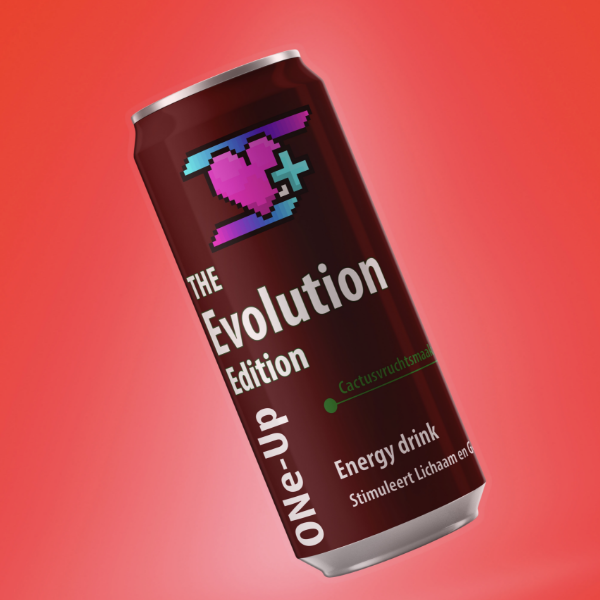 THE
Evolution
Edition
ONe-Up
Cactusvruchtsmaak
Energy drink
Stimuleert Lichaam en G